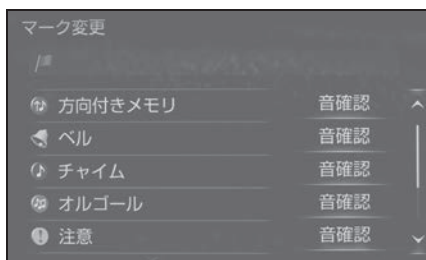 マーク変更
方向付きメモリ 音確認
ベル 音確認
チャイム 音確認
オルゴール 音確認
注意 音確認